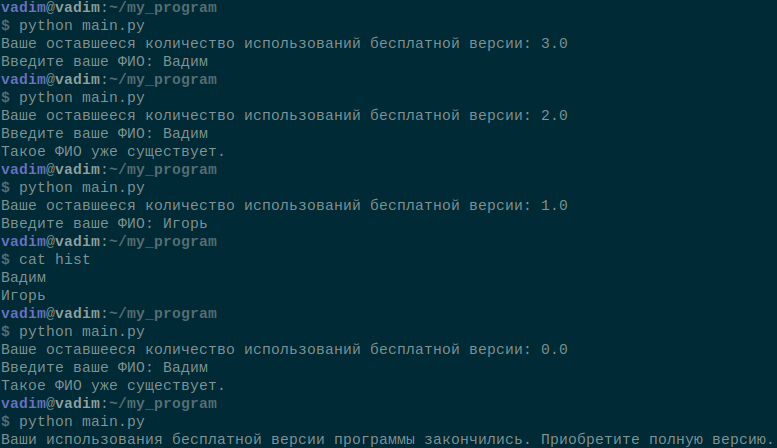 vadim@vadim:~/my_program
$ python main.py
Ваше оставшееся количество использований бесплатной версии: 3.0
Введите ваше ФИО: Вадим
vadim@vadim:~/my_program
$ python main.py
Ваше оставшееся количество использований бесплатной версии: 2.0
Введите ваше ФИО: Вадим
Такое ФИО уже существует.
vadim@vadim:~/my_program
$ python main.py
Ваше оставшееся количество использований бесплатной версии: 1.0
Введите ваше ФИО: Игорь
vadim@vadim:~/my_program
$ cat hist
Вадим
Игорь
vadim@vadim:~/my_program
$ python main.py
Ваше оставшееся количество использований бесплатной версии: 0.0
Введите ваше ФИО: Вадим
Такое ФИО уже существует.
vadim@vadim:~/my_program
$ python main.py
Ваши использования бесплатной версии программы закончились. Приобретите полную версию.